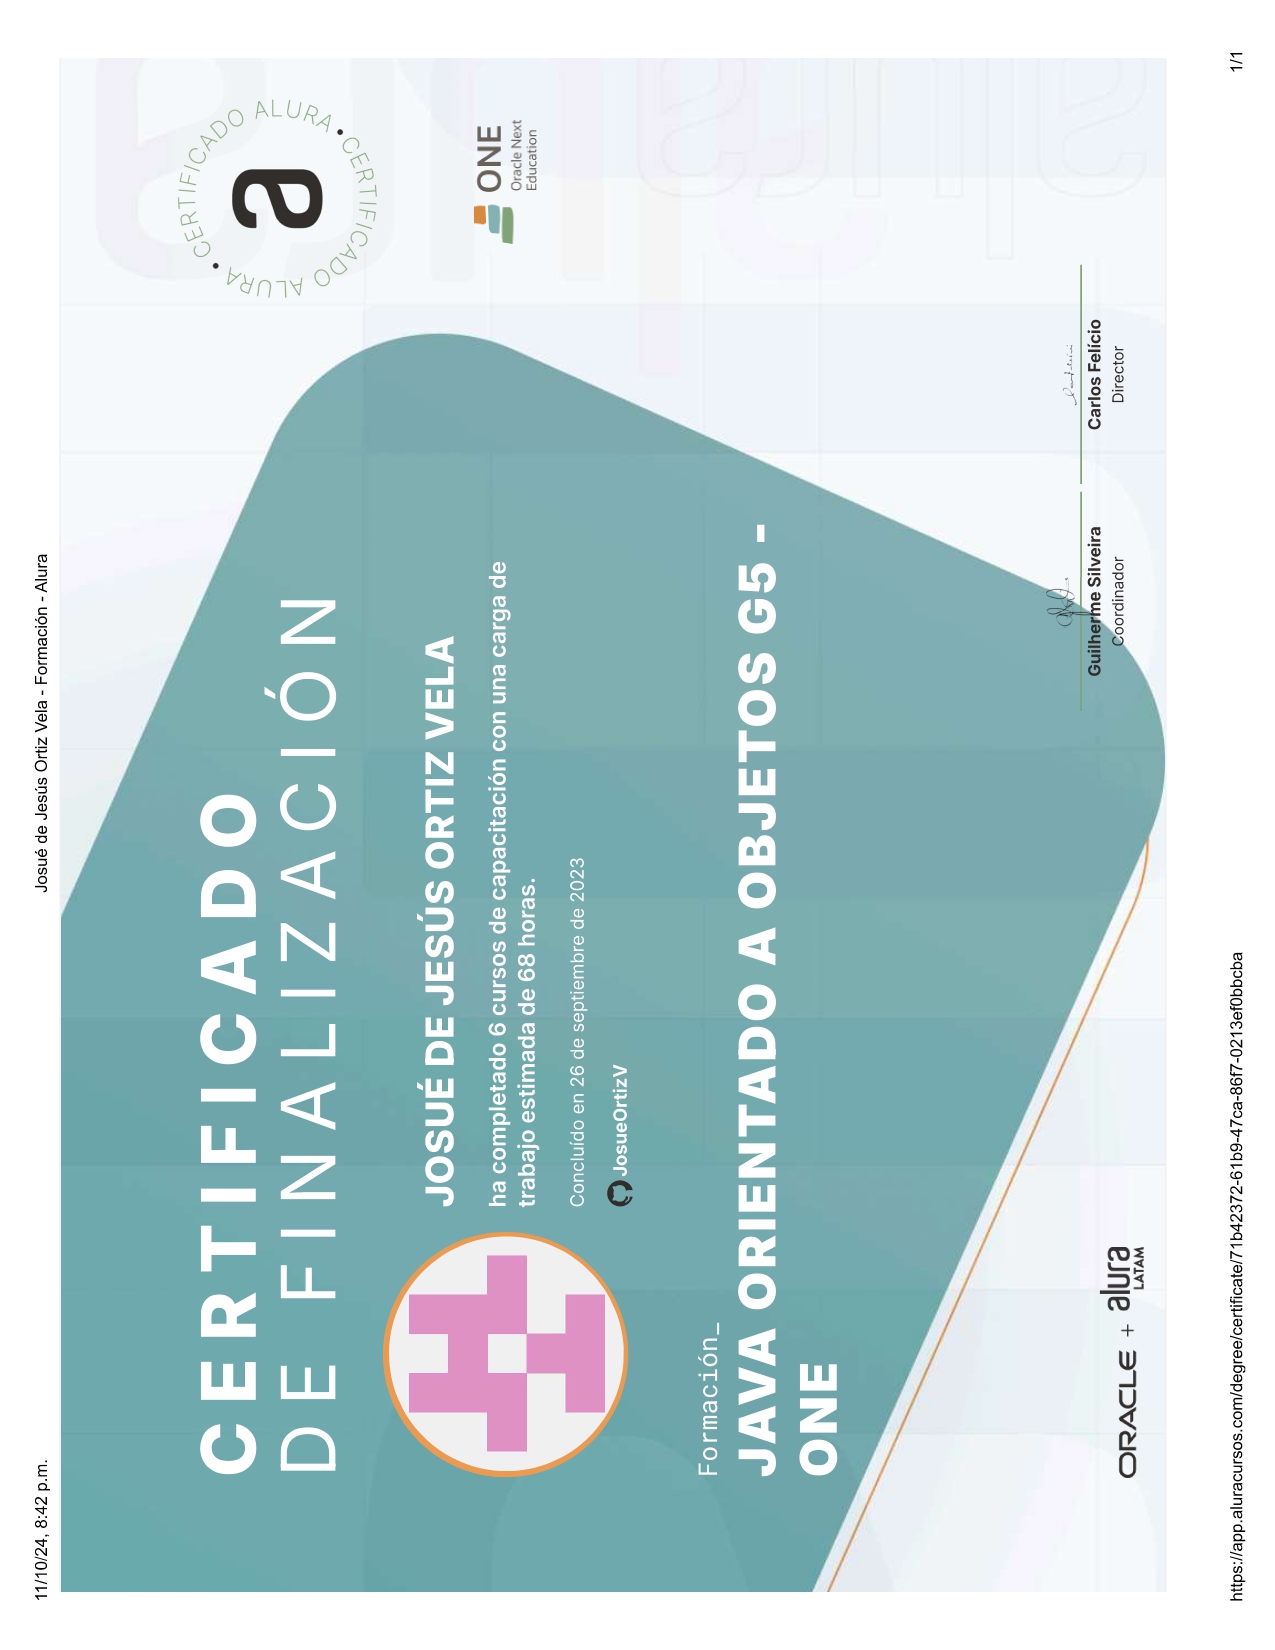 11/10/24, 8:42 p.m.
Josué de Jesús Ortiz Vela - Formación - Alura
CERTIFICADO
DE FINALIZACIÓN
CERTIFICADO ALURA • CERTIFICADO ALURA •
a
JOSUÉ DE JESÚS ORTIZ VELA
ha completado 6 cursos de capacitación con una carga de
trabajo estimada de 68 horas.
Concluído en 26 de septiembre de 2023
JosueOrtizV
ONE
Oracle Next
Education
Formación_
JAVA ORIENTADO A OBJETOS G5 -
ONE
Guilherme Silveira
Coordinador
Carlos Felício
Director
ORACLE + alura
LATAM
https://app.aluracursos.com/degree/certificate/71b42372-61b9-47ca-86f7-0213ef0bbcba
1/1